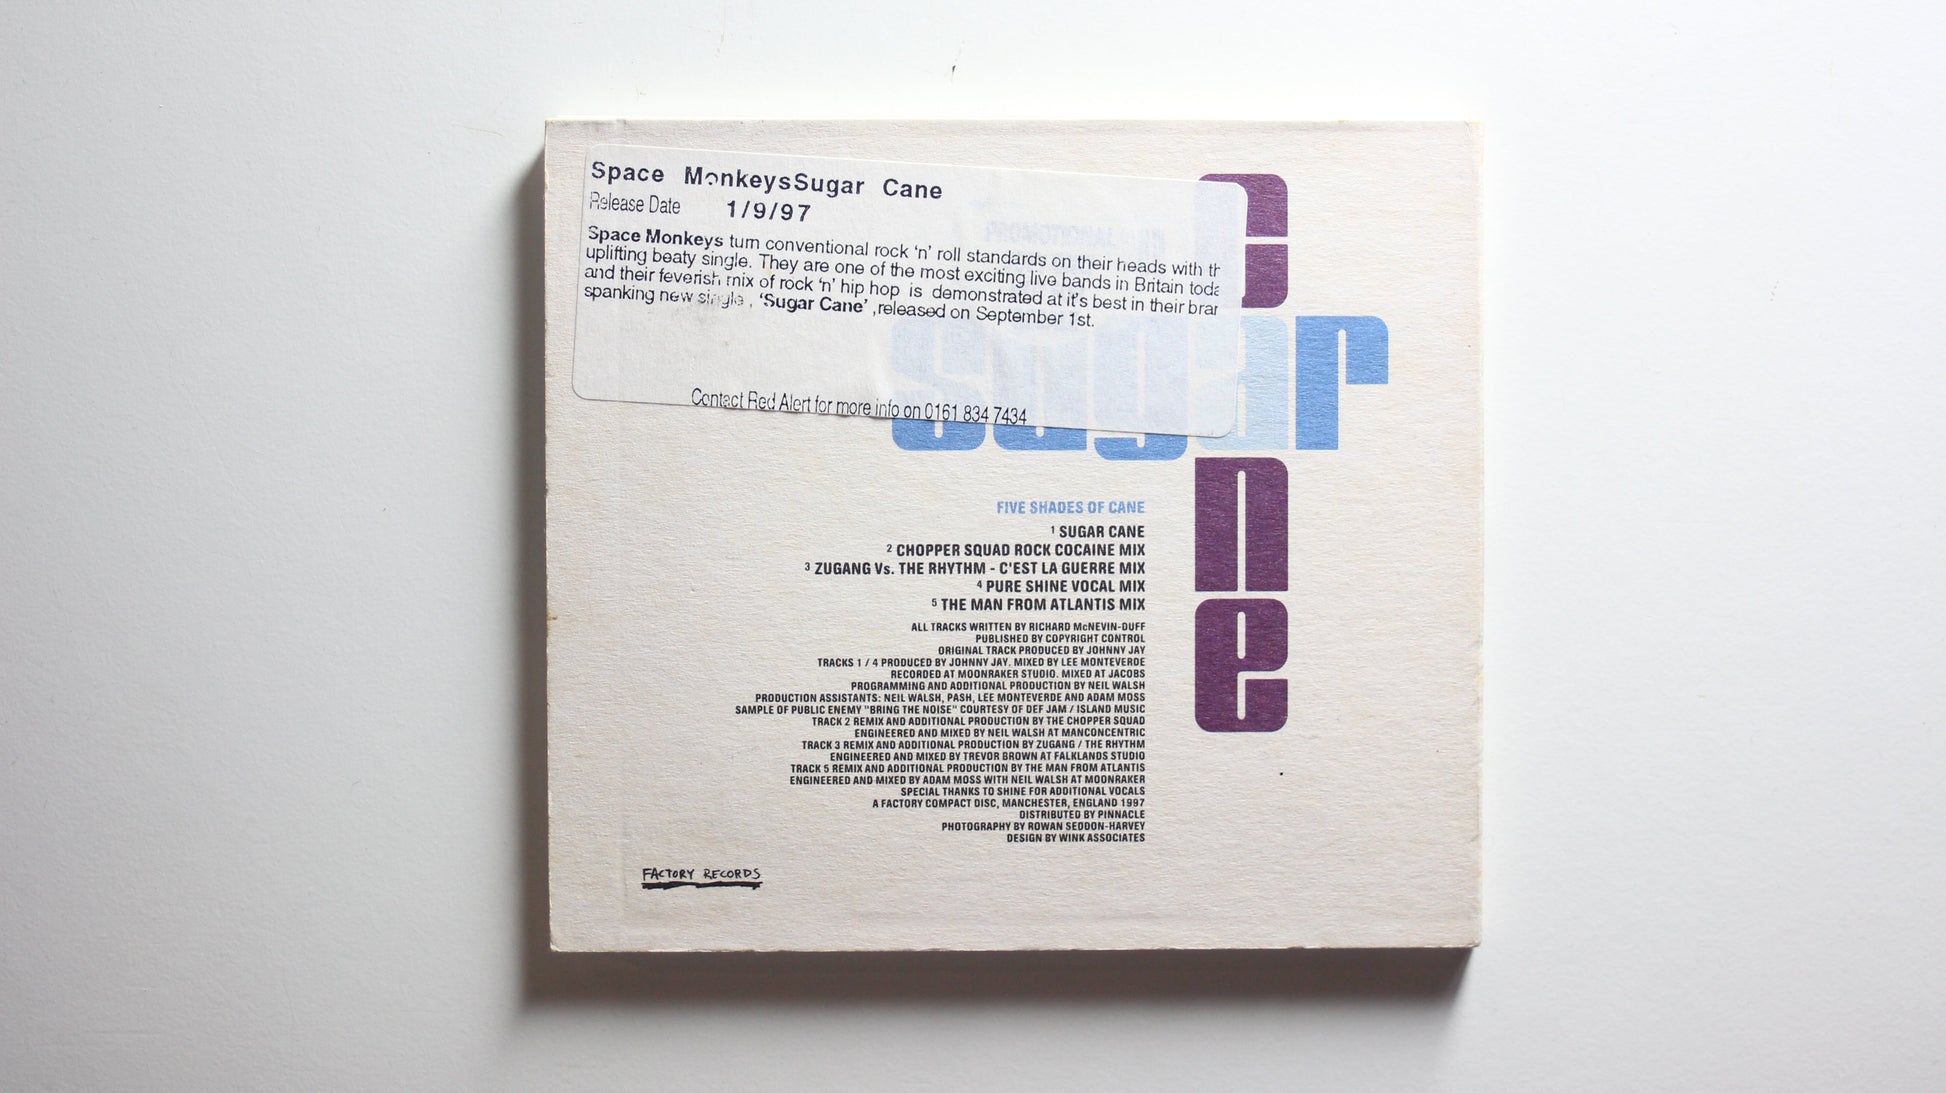 Space MonkeysSugar Cane
Release Date 1/9/97
Space Monkeys turn conventional rock 'n' roll standards on their heads with th
uplifting beaty single. They are one of the most exciting live bands in Britain toda
and their feverish mix of rock 'n' hip hop is demonstrated at it's best in their bran
spanking new single, 'Sugar Cane' ,released on September 1st.
Contact Red Alert for more info on 0161 834 7434
c
sugar
ne
FIVE SHADES OF CANE
1 SUGAR CANE
2 CHOPPER SQUAD ROCK COCAINE MIX
3 ZUGANG Vs. THE RHYTHM - C'EST LA GUERRE MIX
4 PURE SHINE VOCAL MIX
5 THE MAN FROM ATLANTIS MIX
ALL TRACKS WRITTEN BY RICHARD McNEVIN-DUFF
PUBLISHED BY COPYRIGHT CONTROL
ORIGINAL TRACK PRODUCED BY JOHNNY JAY
TRACKS 1 / 4 PRODUCED BY JOHNNY JAY. MIXED BY LEE MONTEVERDE
RECORDED AT MOONRAKER STUDIO. MIXED AT JACOBS
PROGRAMMING AND ADDITIONAL PRODUCTION BY NEIL WALSH
PRODUCTION ASSISTANTS: NEIL WALSH, PASH, LEE MONTEVERDE AND ADAM MOSS
SAMPLE OF PUBLIC ENEMY "BRING THE NOISE" COURTESY OF DEF JAM / ISLAND MUSIC
TRACK 2 REMIX AND ADDITIONAL PRODUCTION BY THE CHOPPER SQUAD
ENGINEERED AND MIXED BY NEIL WALSH AT MANCONCENTRIC
TRACK 3 REMIX AND ADDITIONAL PRODUCTION BY ZUGANG / THE RHYTHM
ENGINEERED AND MIXED BY TREVOR BROWN AT FALKLANDS STUDIO
TRACK 5 REMIX AND ADDITIONAL PRODUCTION BY THE MAN FROM ATLANTIS
ENGINEERED AND MIXED BY ADAM MOSS WITH NEIL WALSH AT MOONRAKER
SPECIAL THANKS TO SHINE FOR ADDITIONAL VOCALS
A FACTORY COMPACT DISC, MANCHESTER, ENGLAND 1997
DISTRIBUTED BY PINNACLE
PHOTOGRAPHY BY ROWAN SEDDON-HARVEY
DESIGN BY WINK ASSOCIATES
FACTORY RECORDS